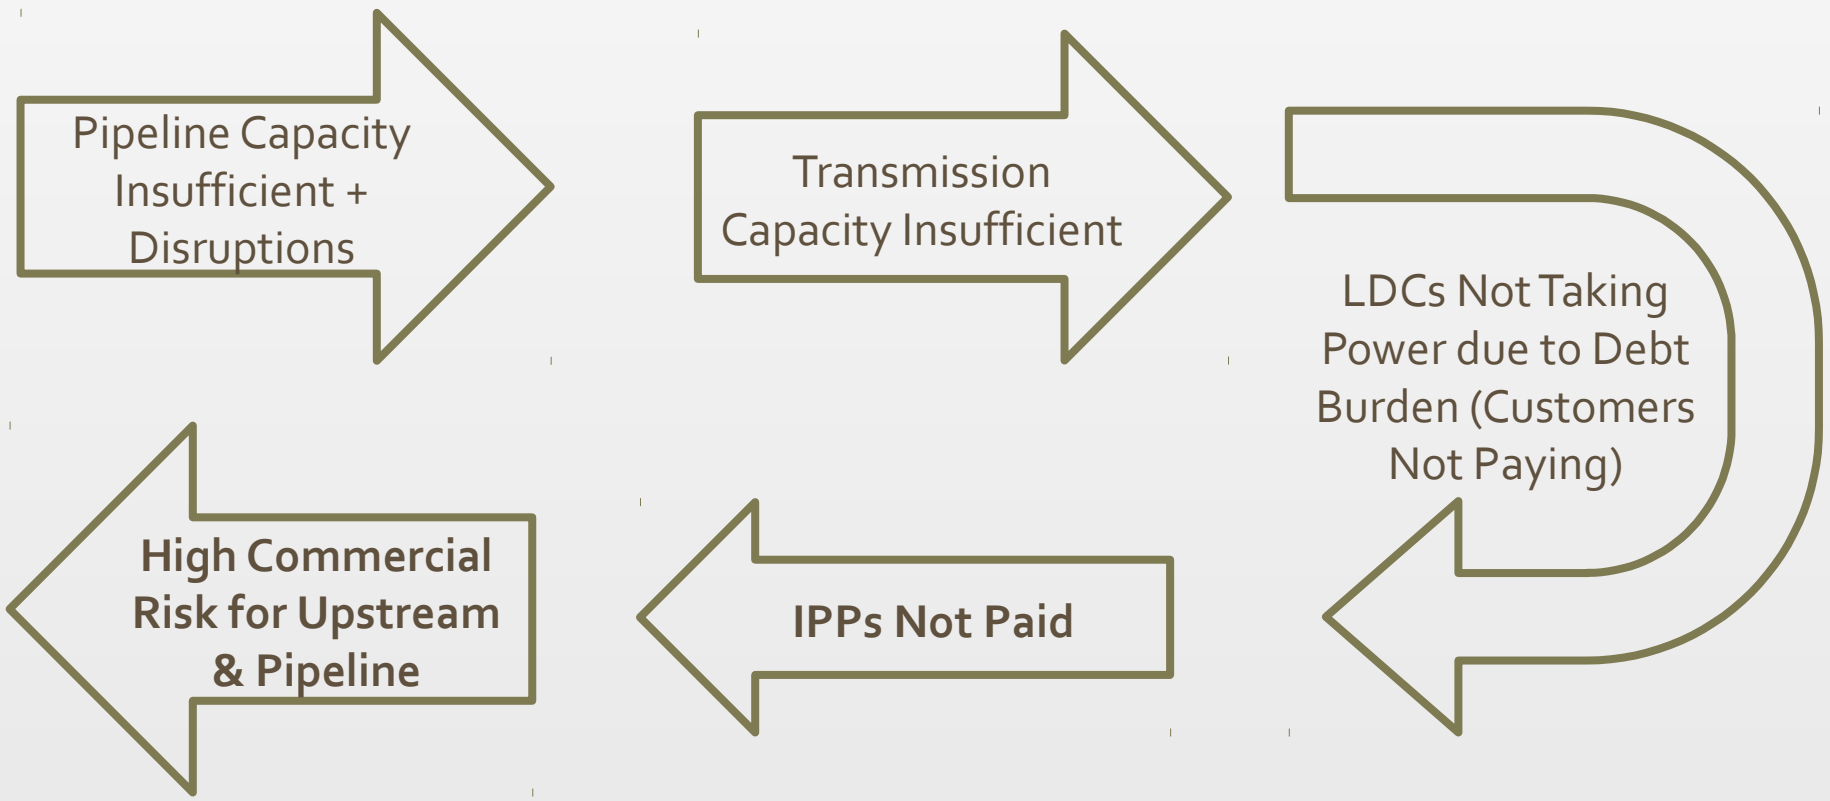 Pipeline Capacity
Insufficient +
Disruptions
Transmission
Capacity Insufficient
LDCs Not Taking
Power due to Debt
Burden (Customers
Not Paying)
IPPs Not Paid
High Commercial
Risk for Upstream
& Pipeline